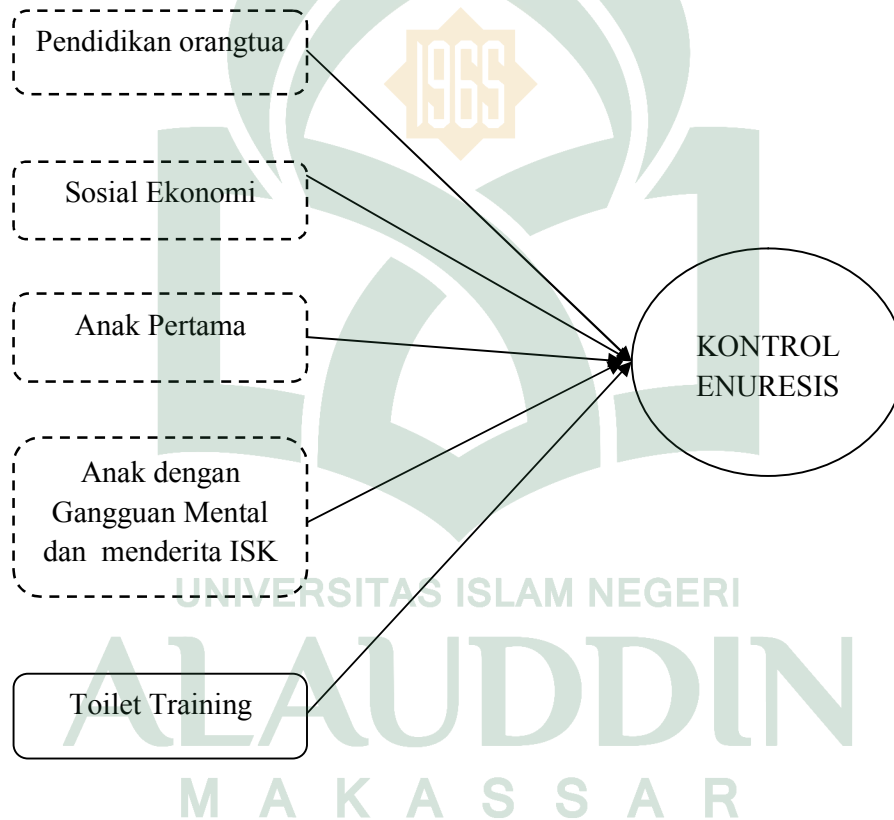 Pendidikan orangtua
1965
Sosial Ekonomi
Anak Pertama
KONTROL
ENURESIS
Anak dengan
Gangguan Mental
dan menderita ISK
UNIVERSITAS ISLAM NEGERI
Toilet Training
ALAUDDIN
MAKASSAR